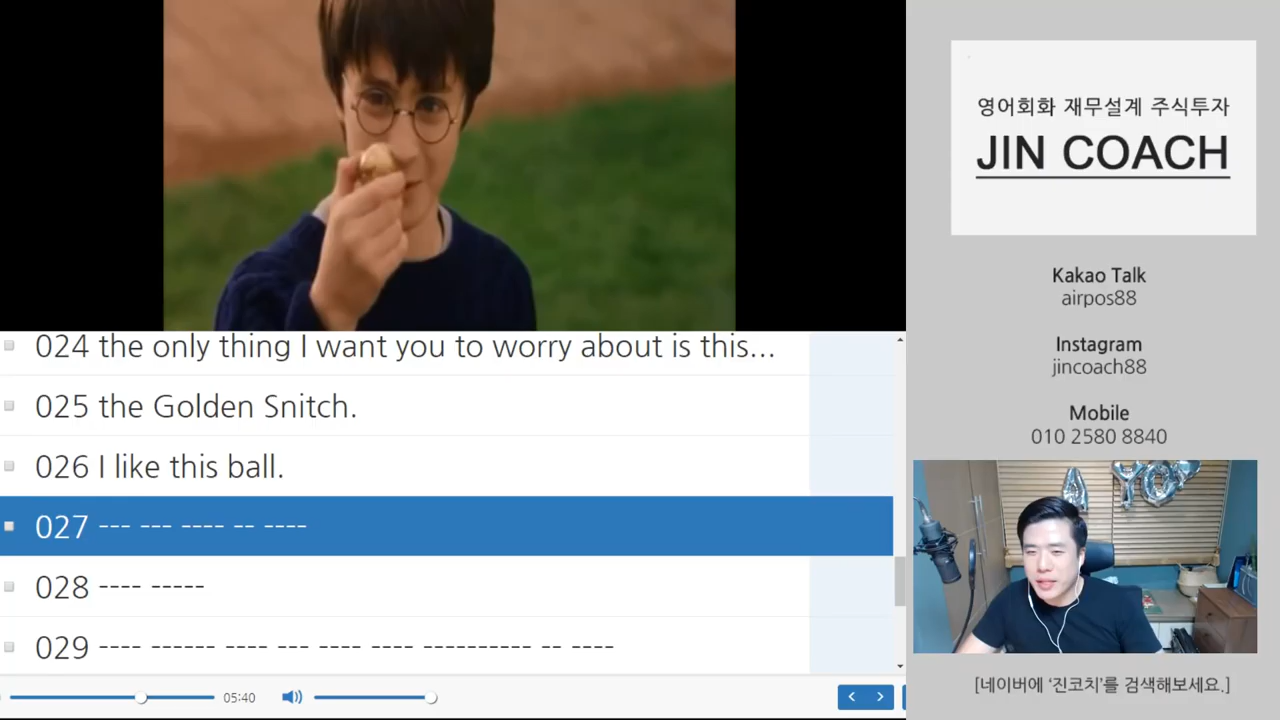 영어회화 재무설계 주식투자
JIN COACH
Kakao Talk
airpos88
Instagram
jincoach88
Mobile
010 2580 8840
[네이버에 '진코치'를 검색해보세요.]
024 the only thing I want you to worry about is this...
025 the Golden Snitch.
026 I like this ball.
027 --- --- ---- -- ----
028 ---- -----
029 ---- ------ ---- --- ---- ---- ---------- -- ----
05:40
A YOF